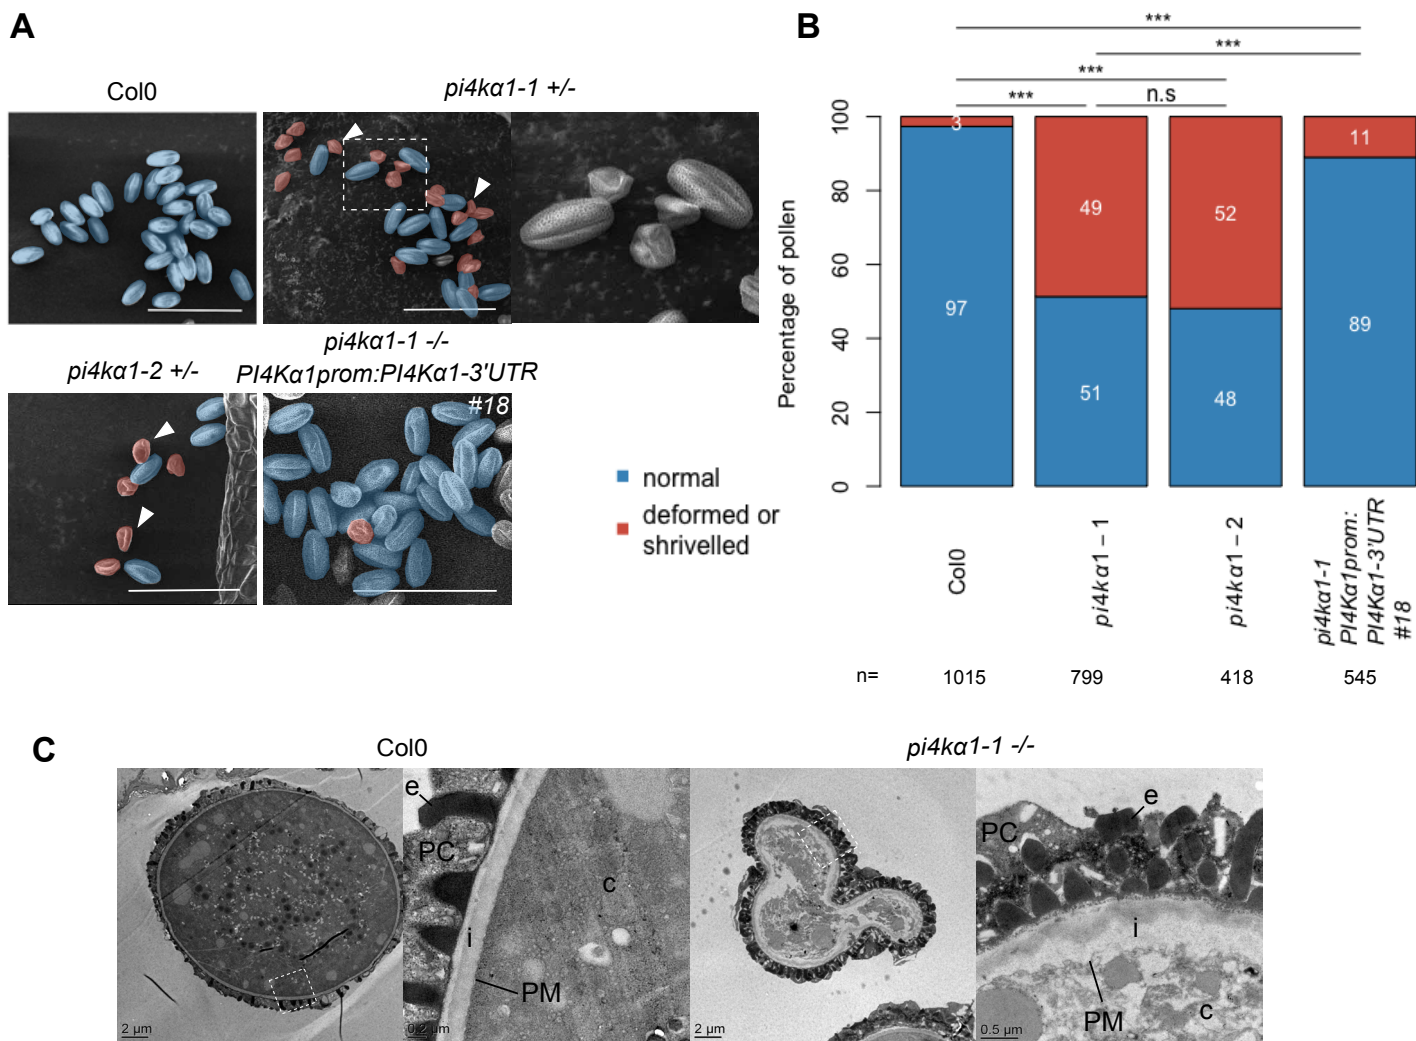 A
Col0
pi4kα1-1 +/-
pi4kα1-2 +/-
pi4kα1-1 -/-
PI4Kα1prom:PI4Kα1-3'UTR
#18
normal
deformed or
shrivelled
B
***
***
***
***
n.s
Percentage of pollen
0
20
40
60
80
100
3
97
49
51
52
48
11
89
Col0
pi4kα1-1
pi4kα1-2
pi4kα1-1
PI4Kα1prom:
PI4Kα1-3'UTR
#18
n=
1015
799
418
545
C
Col0
pi4kα1-1 -/-
2 µm
e
PC
c
i
PM
0.2 µm
2 µm
e
PC
i
PM
c
0.5 µm